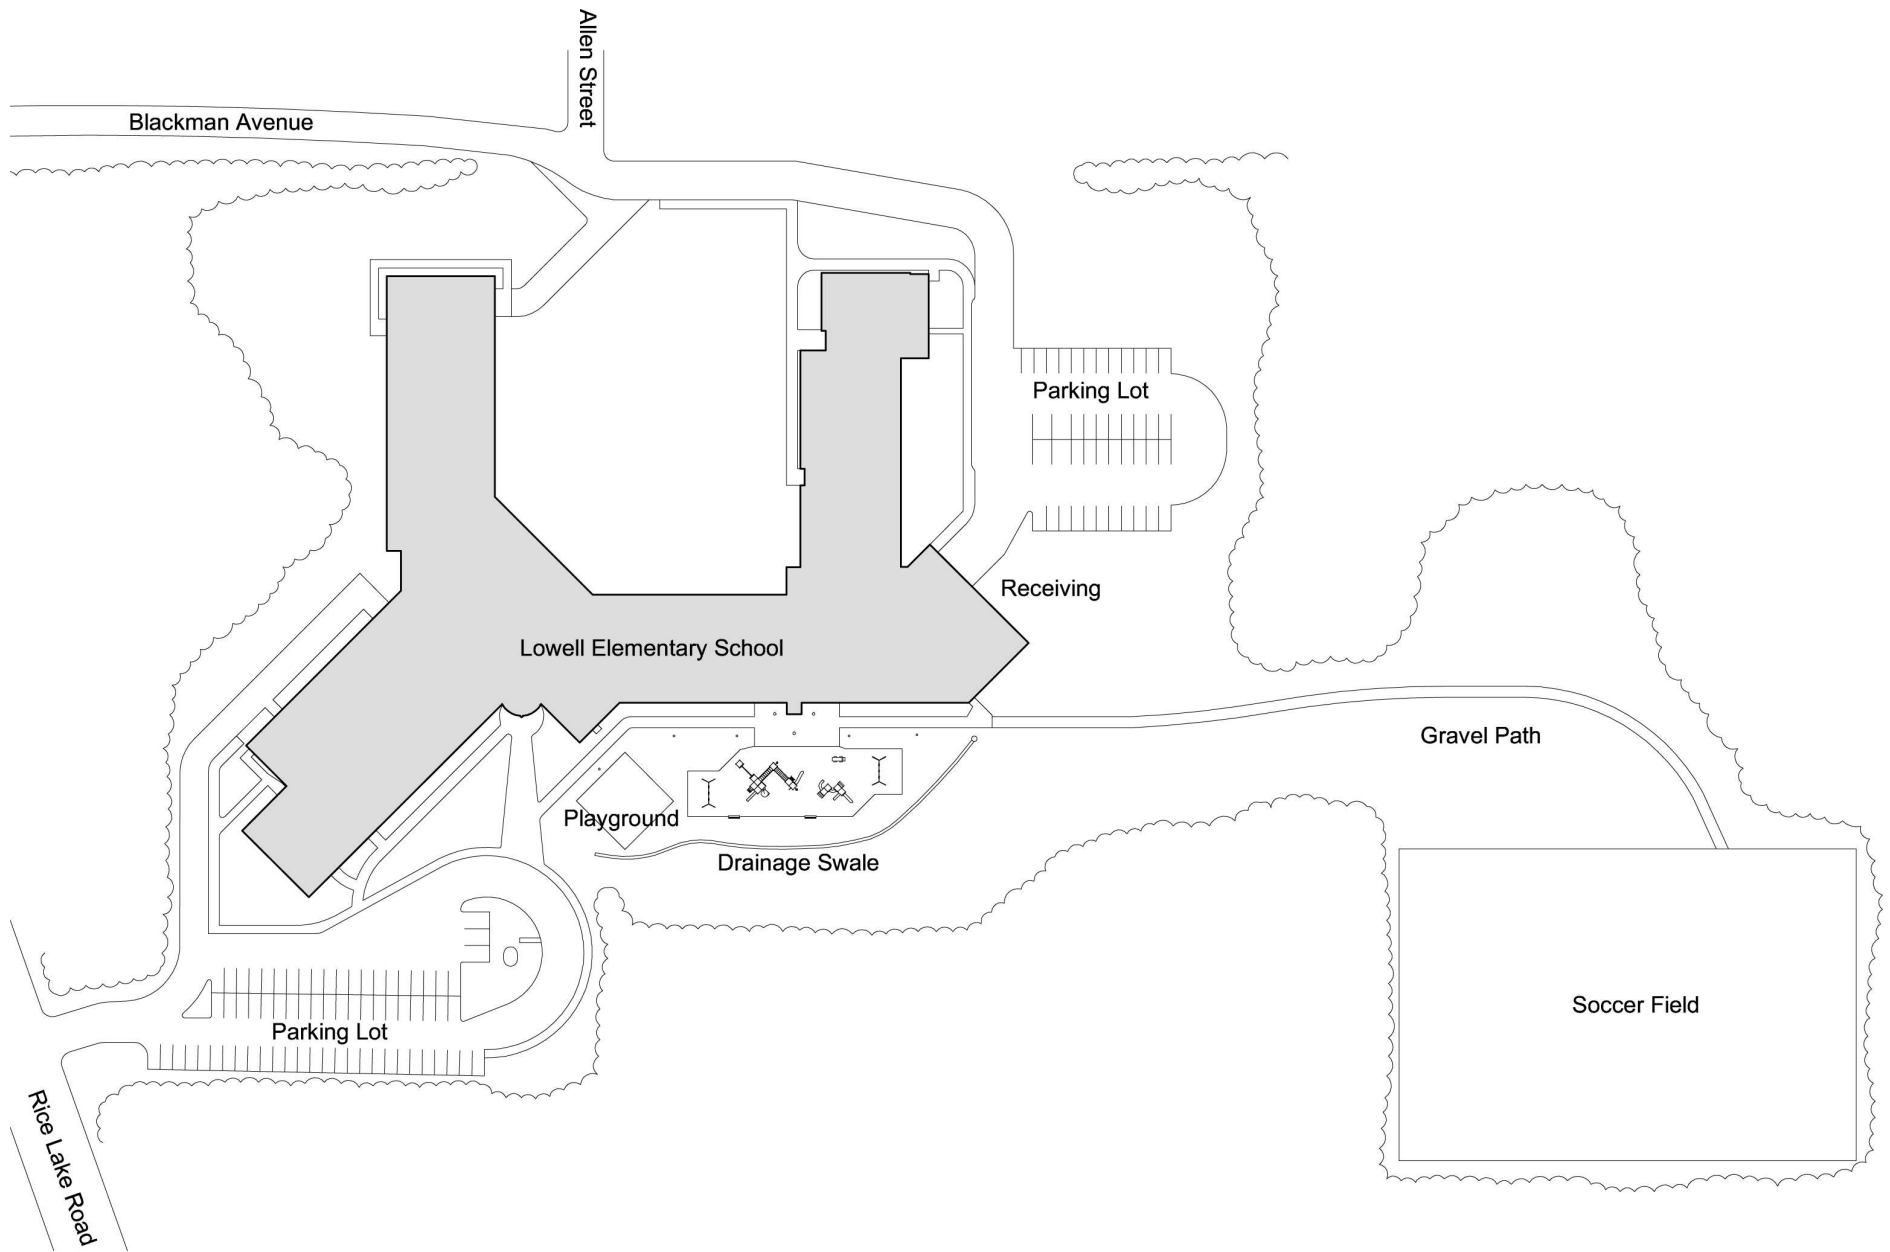 Allen Street
Blackman Avenue
Parking Lot
Receiving
Lowell Elementary School
Gravel Path
Playground
Drainage Swale
Soccer Field
Parking Lot
Rice Lake Road